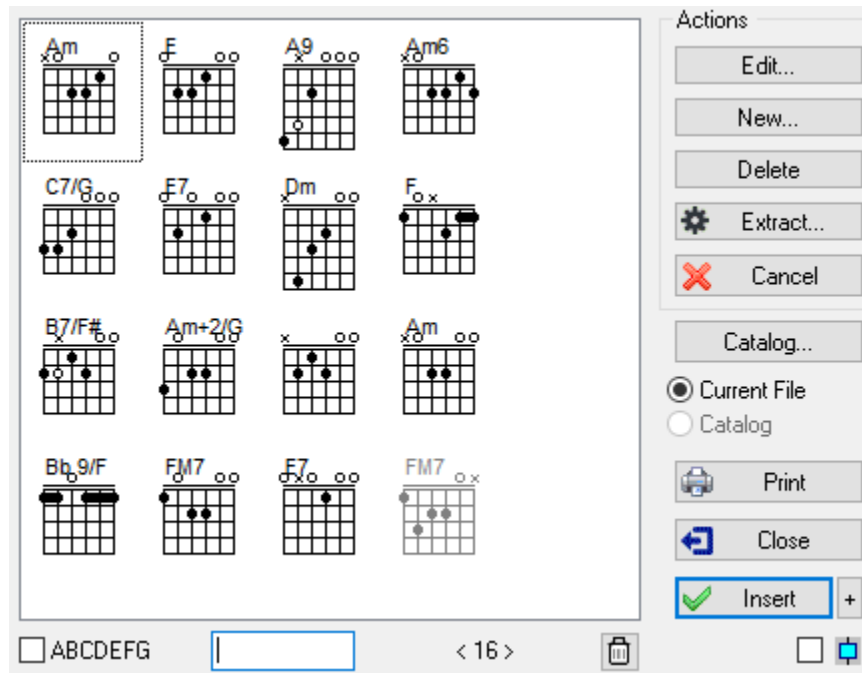 Am E A9 Am6
C7/G E7 Dm F
B7/F# Am+2/G Am
Bb 9/F FM7 E7 FM7
Actions
Edit...
New...
Delete
Extract...
Cancel
Catalog...
Current File
Catalog
Print
Close
Insert +
ABCDEFG < 16 >